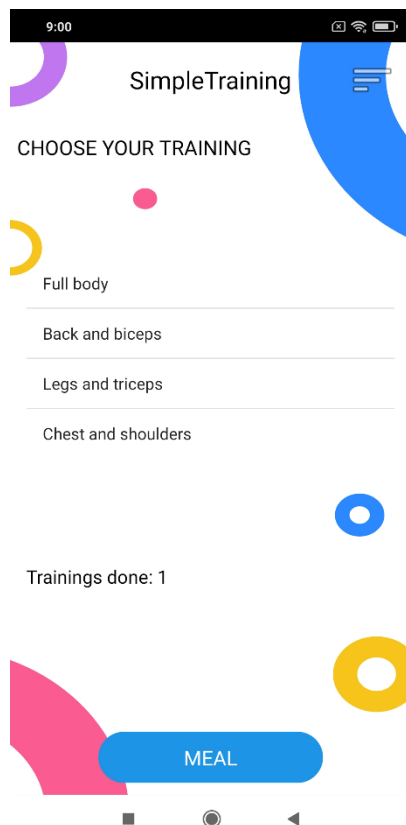 9:00
SimpleTraining
CHOOSE YOUR TRAINING
Full body
Back and biceps
Legs and triceps
Chest and shoulders
Trainings done: 1
MEAL